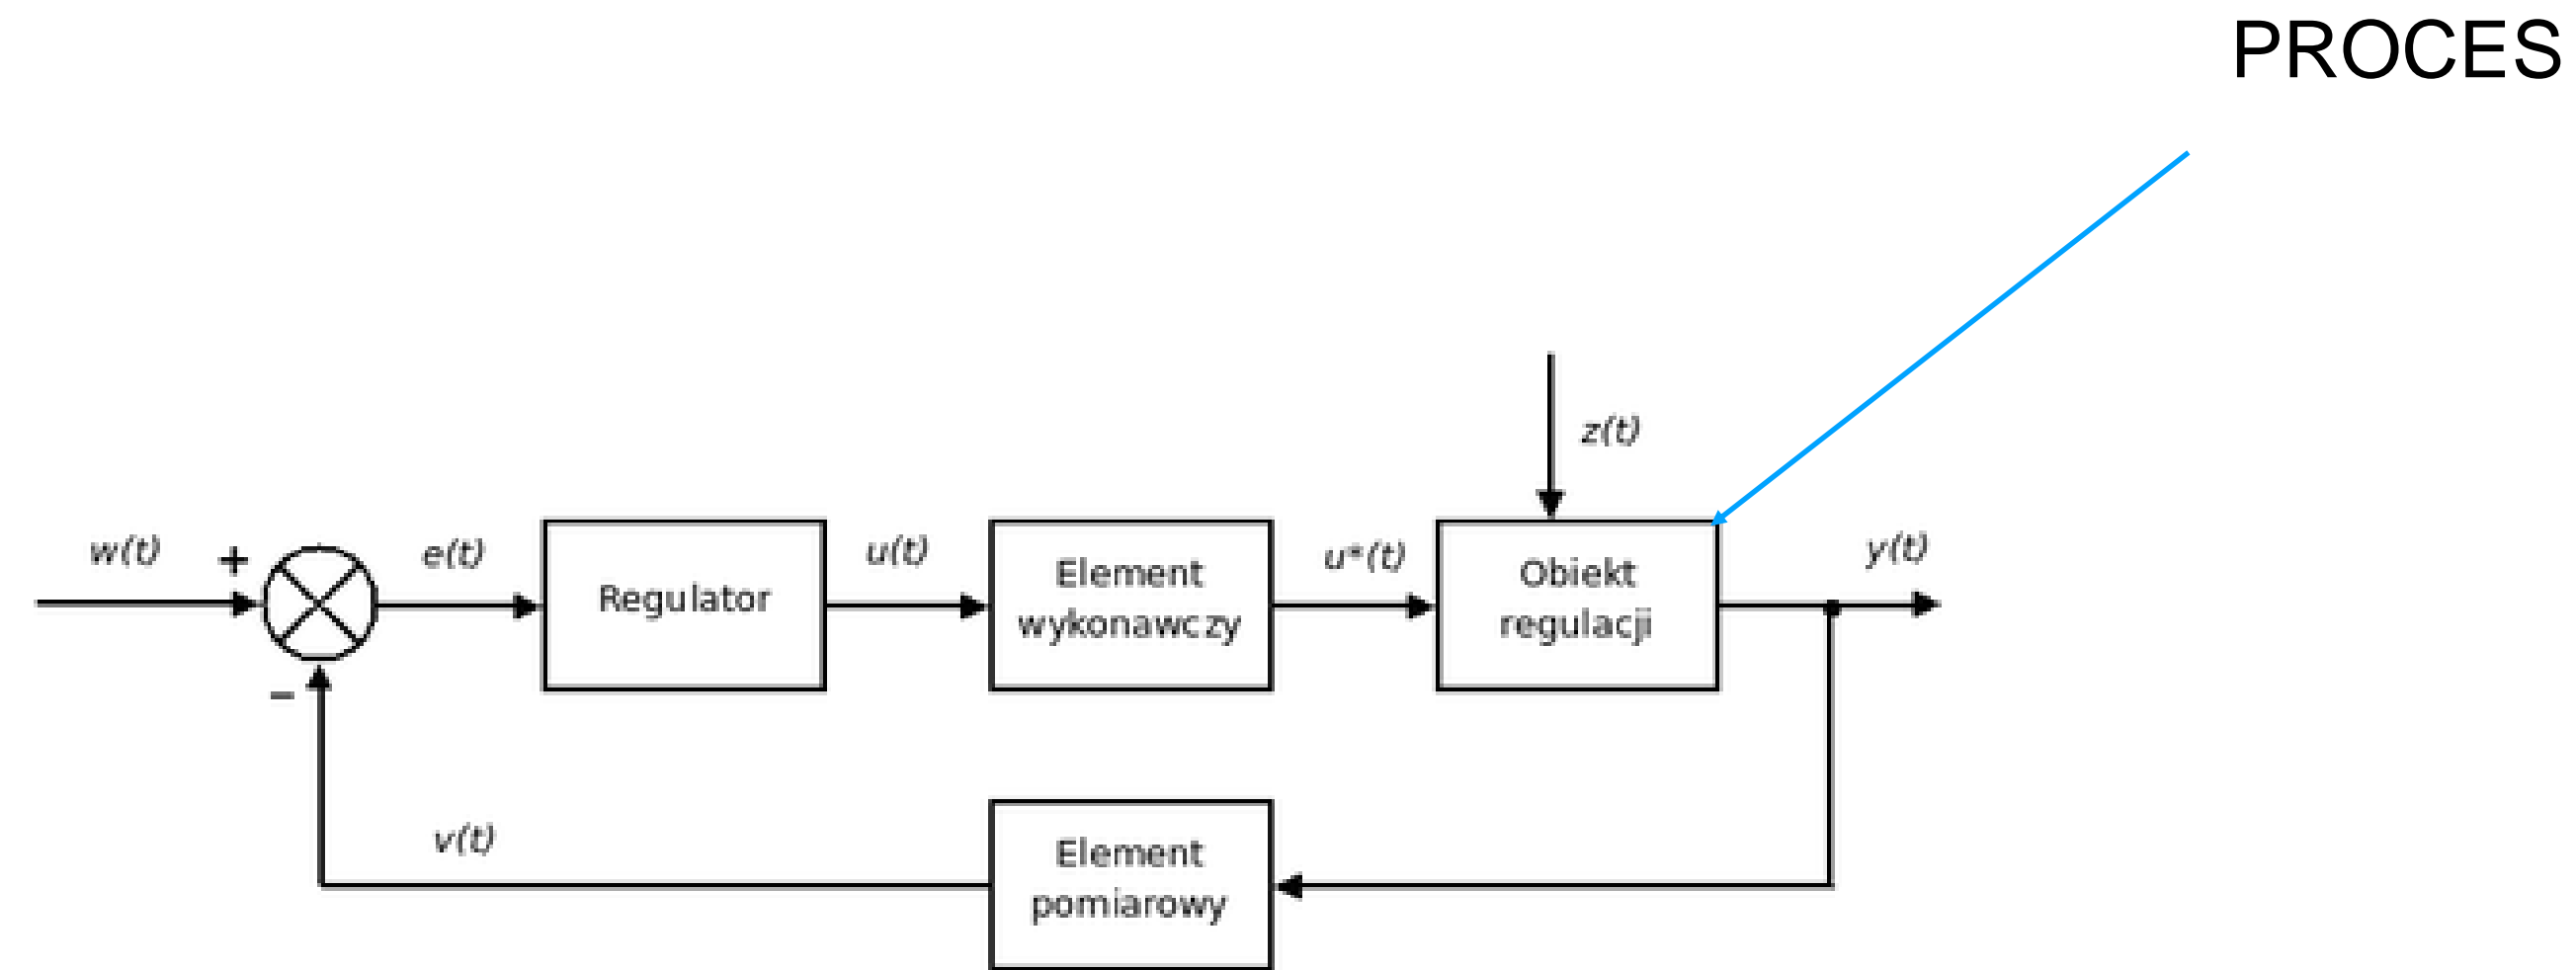 PROCES
z(t)
w(t)
+
e(t)
Regulator
u(t)
Element
wykonawczy
u*(t)
Obiekt
regulacji
y(t)
−
v(t)
Element
pomiarowy